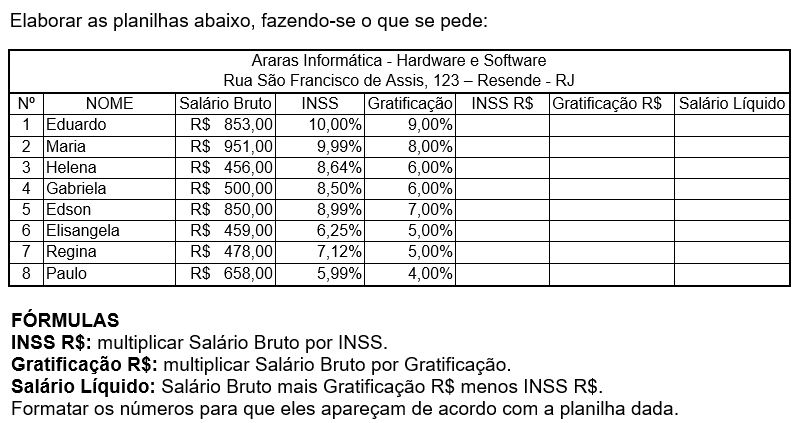 Elaborar as planilhas abaixo, fazendo-se o que se pede:
Araras Informática - Hardware e Software
Rua São Francisco de Assis, 123 – Resende - RJ
Nº NOME Salário Bruto INSS Gratificação INSS R$ Gratificação R$ Salário Líquido
1 Eduardo R$ 853,00 10,00% 9,00%
2 Maria R$ 951,00 9,99% 8,00%
3 Helena R$ 456,00 8,64% 6,00%
4 Gabriela R$ 500,00 8,50% 6,00%
5 Edson R$ 850,00 8,99% 7,00%
6 Elisangela R$ 459,00 6,25% 5,00%
7 Regina R$ 478,00 7,12% 5,00%
8 Paulo R$ 658,00 5,99% 4,00%
FÓRMULAS
INSS R$: multiplicar Salário Bruto por INSS.
Gratificação R$: multiplicar Salário Bruto por Gratificação.
Salário Líquido: Salário Bruto mais Gratificação R$ menos INSS R$.
Formatar os números para que eles apareçam de acordo com a planilha dada.